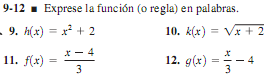 9-12 ■ Exprese la función (o regla) en palabras.
9. h(x) = x² + 2    10. k(x) = √(x + 2)
11. f(x) = (x − 4)/3    12. g(x) = x/3 − 4